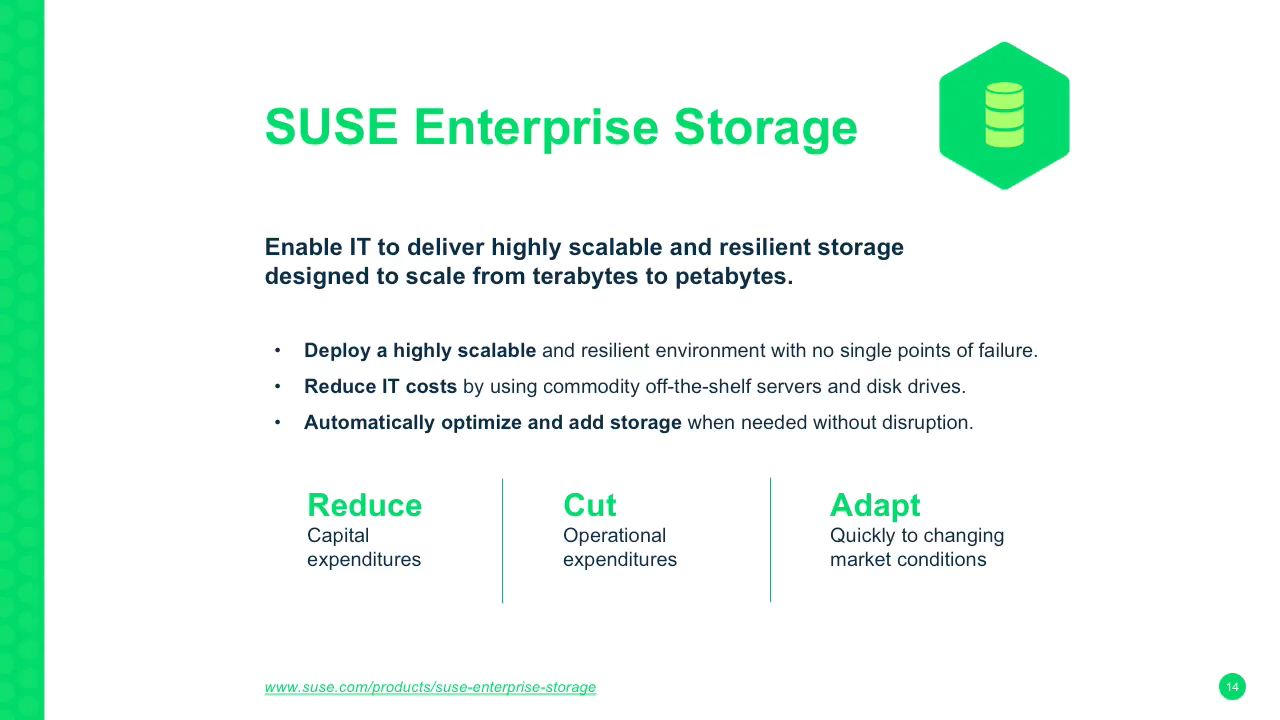 SUSE Enterprise Storage
Enable IT to deliver highly scalable and resilient storage
designed to scale from terabytes to petabytes.
• Deploy a highly scalable and resilient environment with no single points of failure.
• Reduce IT costs by using commodity off-the-shelf servers and disk drives.
• Automatically optimize and add storage when needed without disruption.
Reduce
Capital
expenditures
Cut
Operational
expenditures
Adapt
Quickly to changing
market conditions
www.suse.com/products/suse-enterprise-storage
14